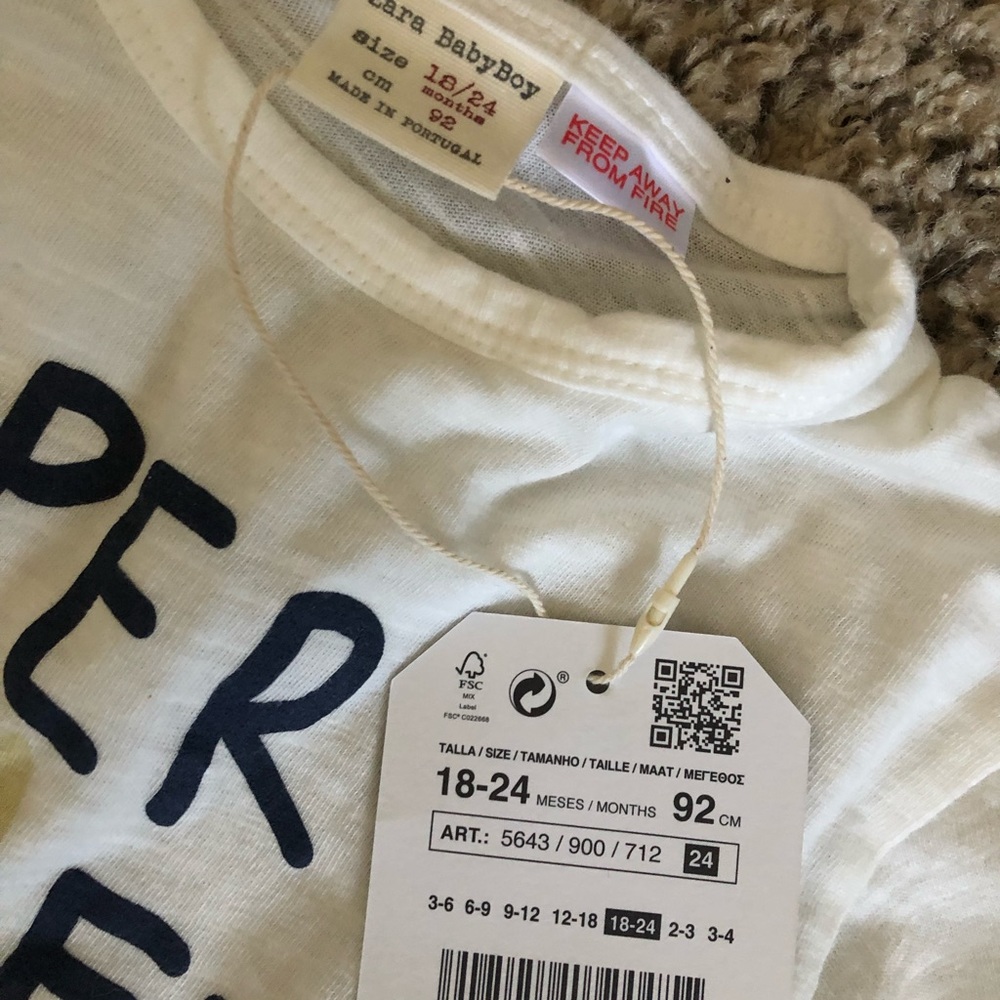 Zara BabyBoy
size 18/24
months
cm 92
MADE IN PORTUGAL
KEEP AWAY
FROM FIRE
PER
FSC
MIX
Label
FSC® C022668
®
TALLA / SIZE / TAMANHO / TAILLE / MAAT / ΜΕΓΕΘΟΣ
18-24 MESES / MONTHS 92 CM
ART.: 5643 / 900 / 712 24
3-6 6-9 9-12 12-18 18-24 2-3 3-4